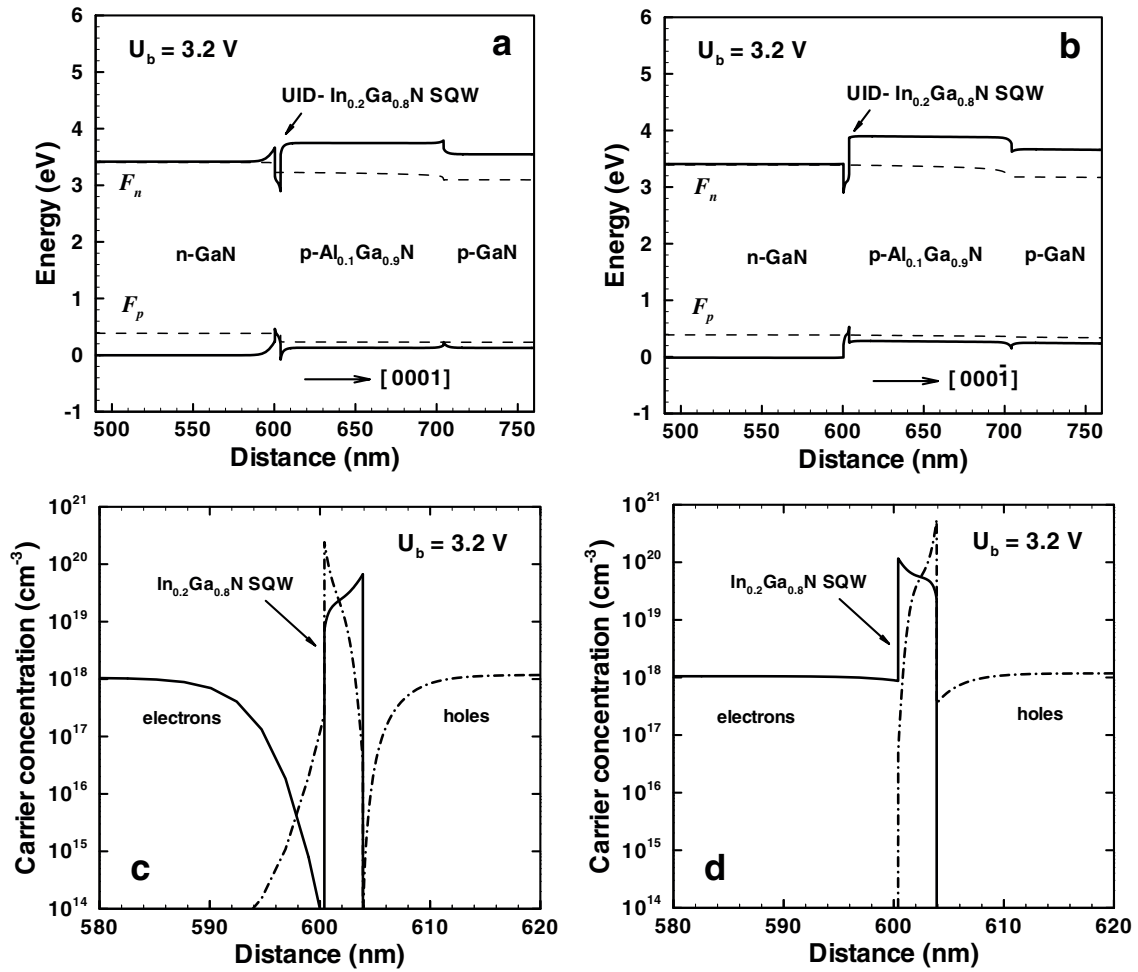 U_b = 3.2 V
a
UID- In_0.2Ga_0.8N SQW
F_n
n-GaN
p-Al_0.1Ga_0.9N
p-GaN
F_p
[0001]
Energy (eV)
6
5
4
3
2
1
0
-1
500
550
600
650
700
750
Distance (nm)
U_b = 3.2 V
b
UID- In_0.2Ga_0.8N SQW
F_n
n-GaN
p-Al_0.1Ga_0.9N
p-GaN
F_p
[0001̄]
Energy (eV)
6
5
4
3
2
1
0
-1
500
550
600
650
700
750
Distance (nm)
U_b = 3.2 V
In_0.2Ga_0.8N SQW
electrons
holes
c
Carrier concentration (cm^-3)
10^21
10^20
10^19
10^18
10^17
10^16
10^15
10^14
580
590
600
610
620
Distance (nm)
U_b = 3.2 V
In_0.2Ga_0.8N SQW
electrons
holes
d
Carrier concentration (cm^-3)
10^21
10^20
10^19
10^18
10^17
10^16
10^15
10^14
580
590
600
610
620
Distance (nm)